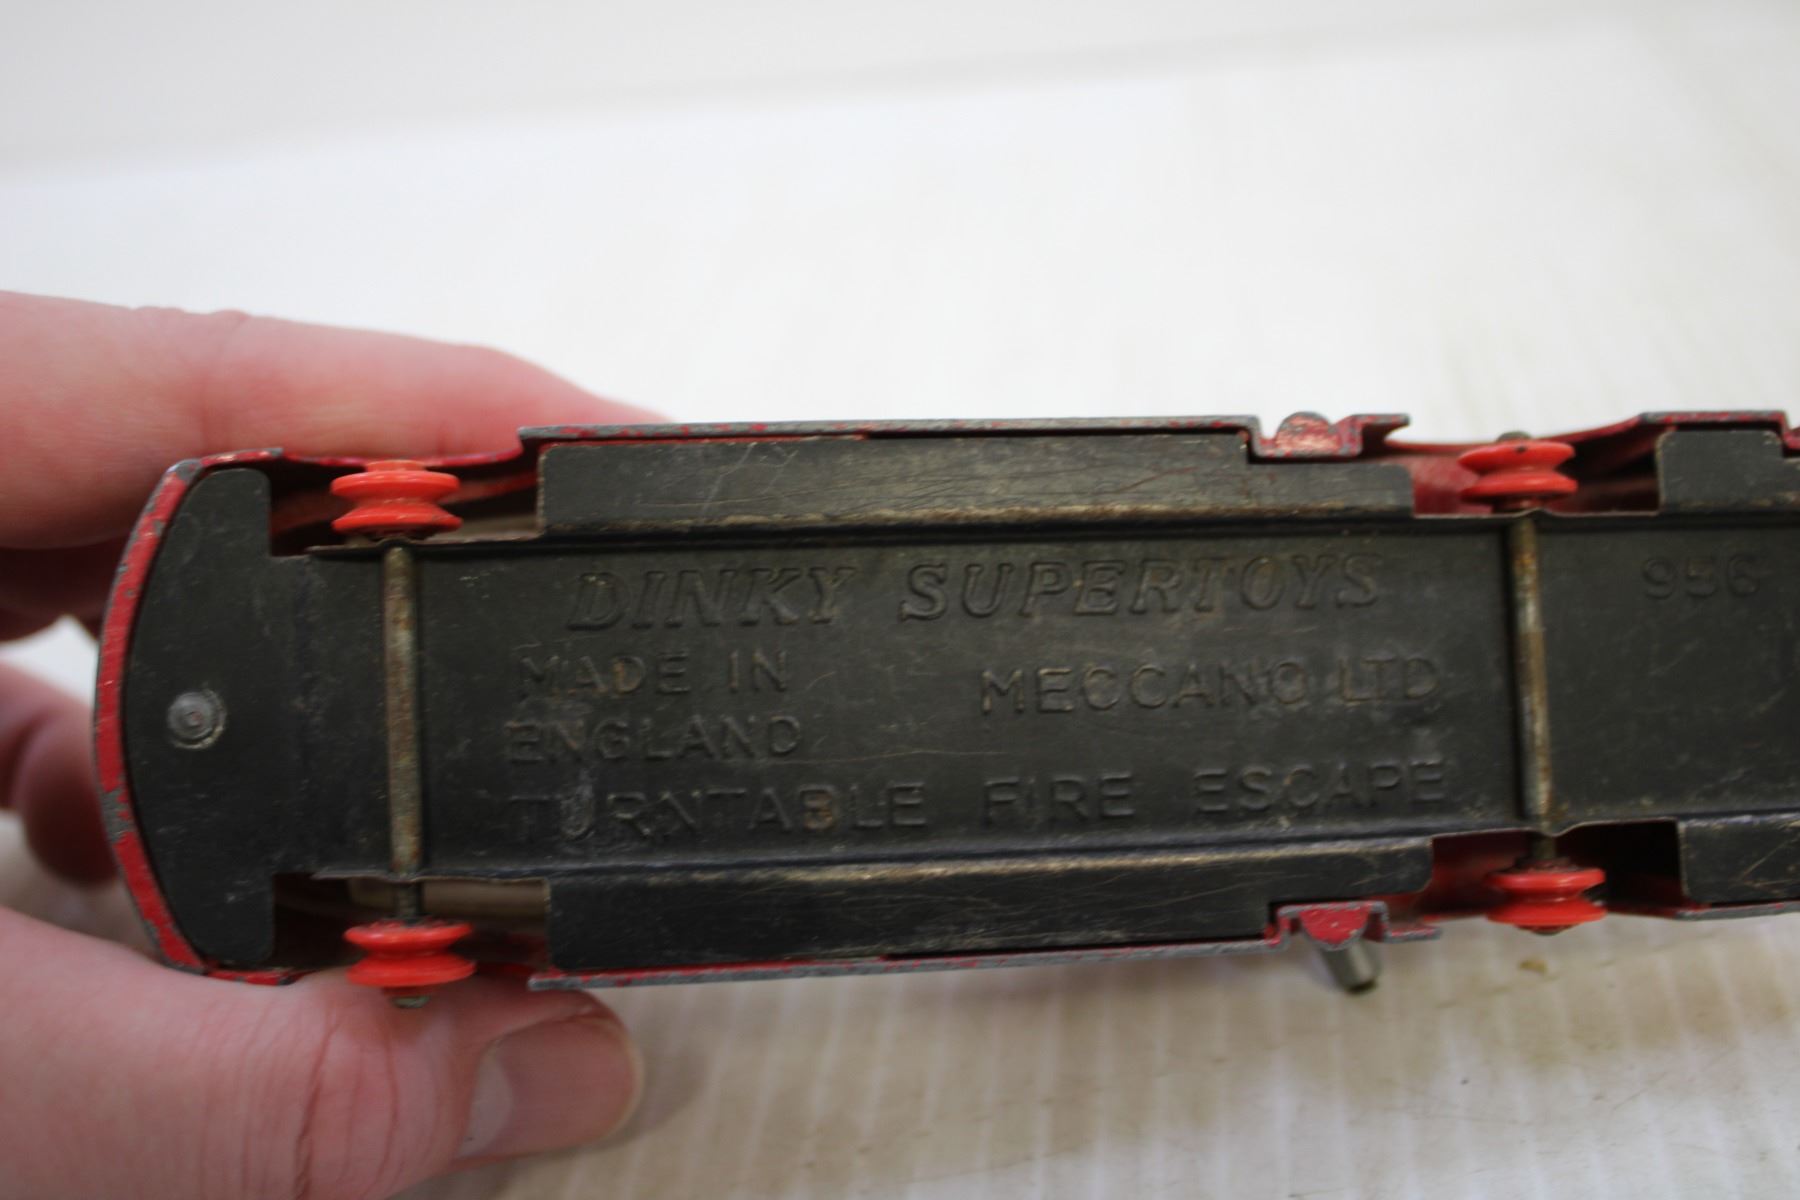 DINKY SUPERTOYS 956
MADE IN
ENGLAND
MECCANO LTD
TURNTABLE FIRE ESCAPE